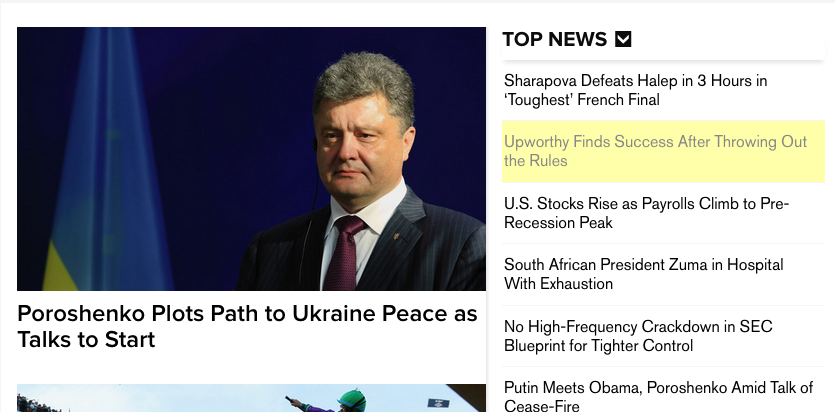 Poroshenko Plots Path to Ukraine Peace as
Talks to Start
TOP NEWS
Sharapova Defeats Halep in 3 Hours in
‘Toughest’ French Final
Upworthy Finds Success After Throwing Out
the Rules
U.S. Stocks Rise as Payrolls Climb to Pre-
Recession Peak
South African President Zuma in Hospital
With Exhaustion
No High-Frequency Crackdown in SEC
Blueprint for Tighter Control
Putin Meets Obama, Poroshenko Amid Talk of
Cease-Fire